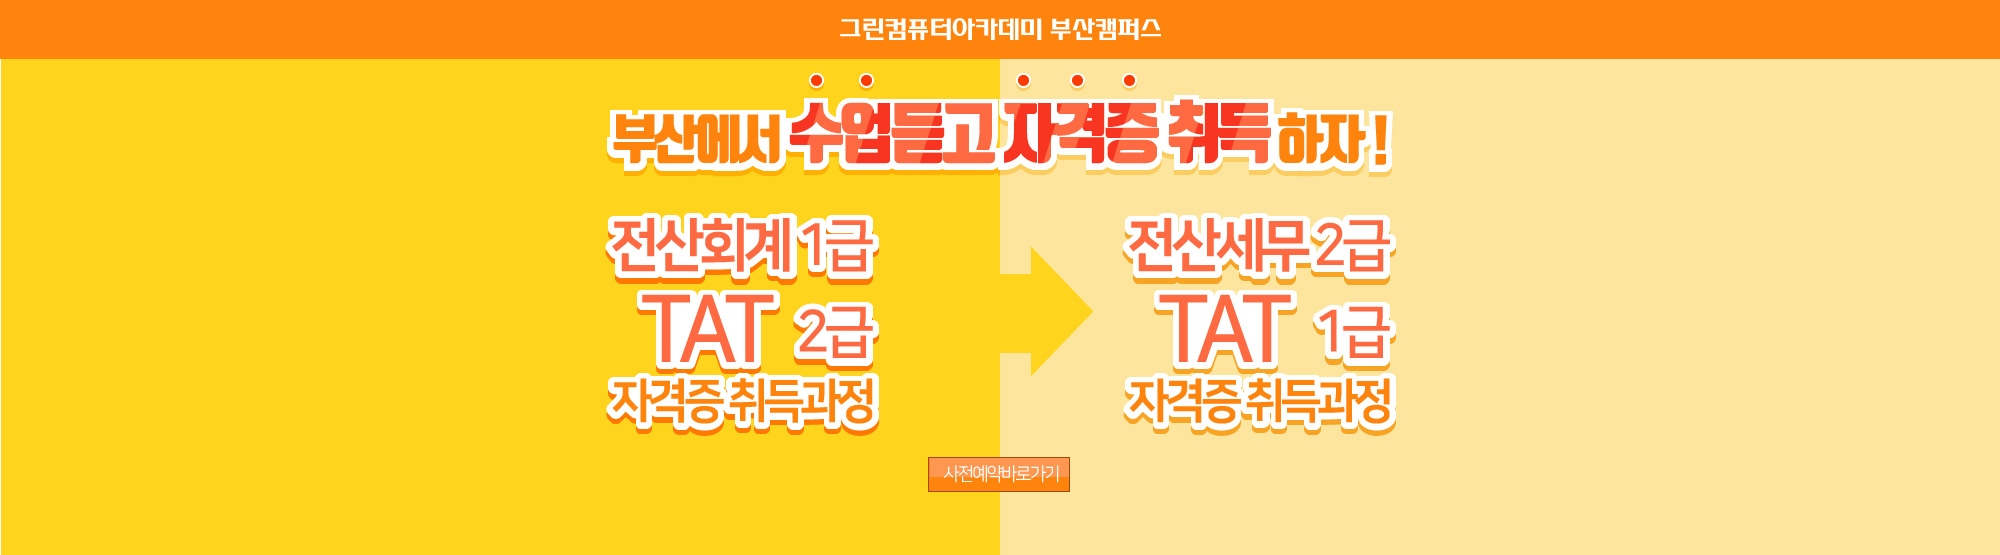 그린컴퓨터아카데미 부산캠퍼스
부산에서 수업듣고 자격증 취득 하자 !
전산회계 1급
TAT 2급
자격증 취득과정
전산세무 2급
TAT 1급
자격증 취득과정
사전예약바로가기